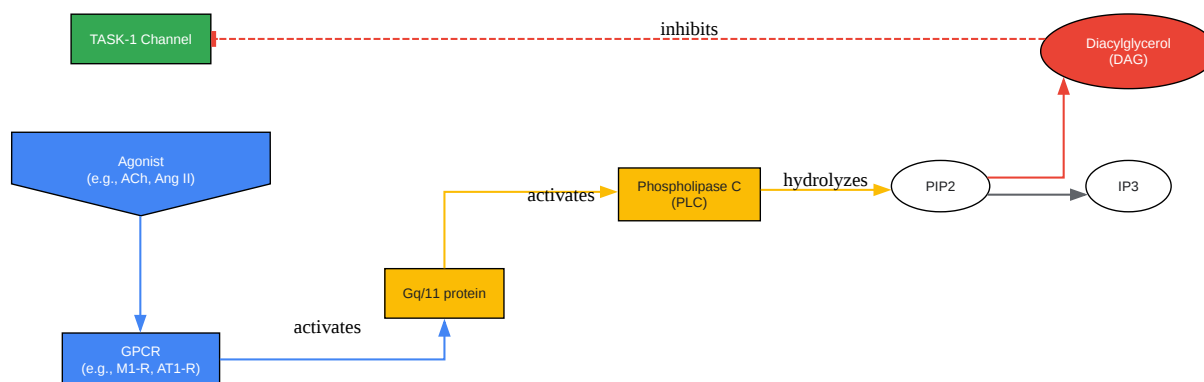 TASK-1 Channel
inhibits
Diacylglycerol
(DAG)
Agonist
(e.g., ACh, Ang II)
activates
Phospholipase C
(PLC)
hydrolyzes
PIP2
IP3
Gq/11 protein
activates
GPCR
(e.g., M1-R, AT1-R)